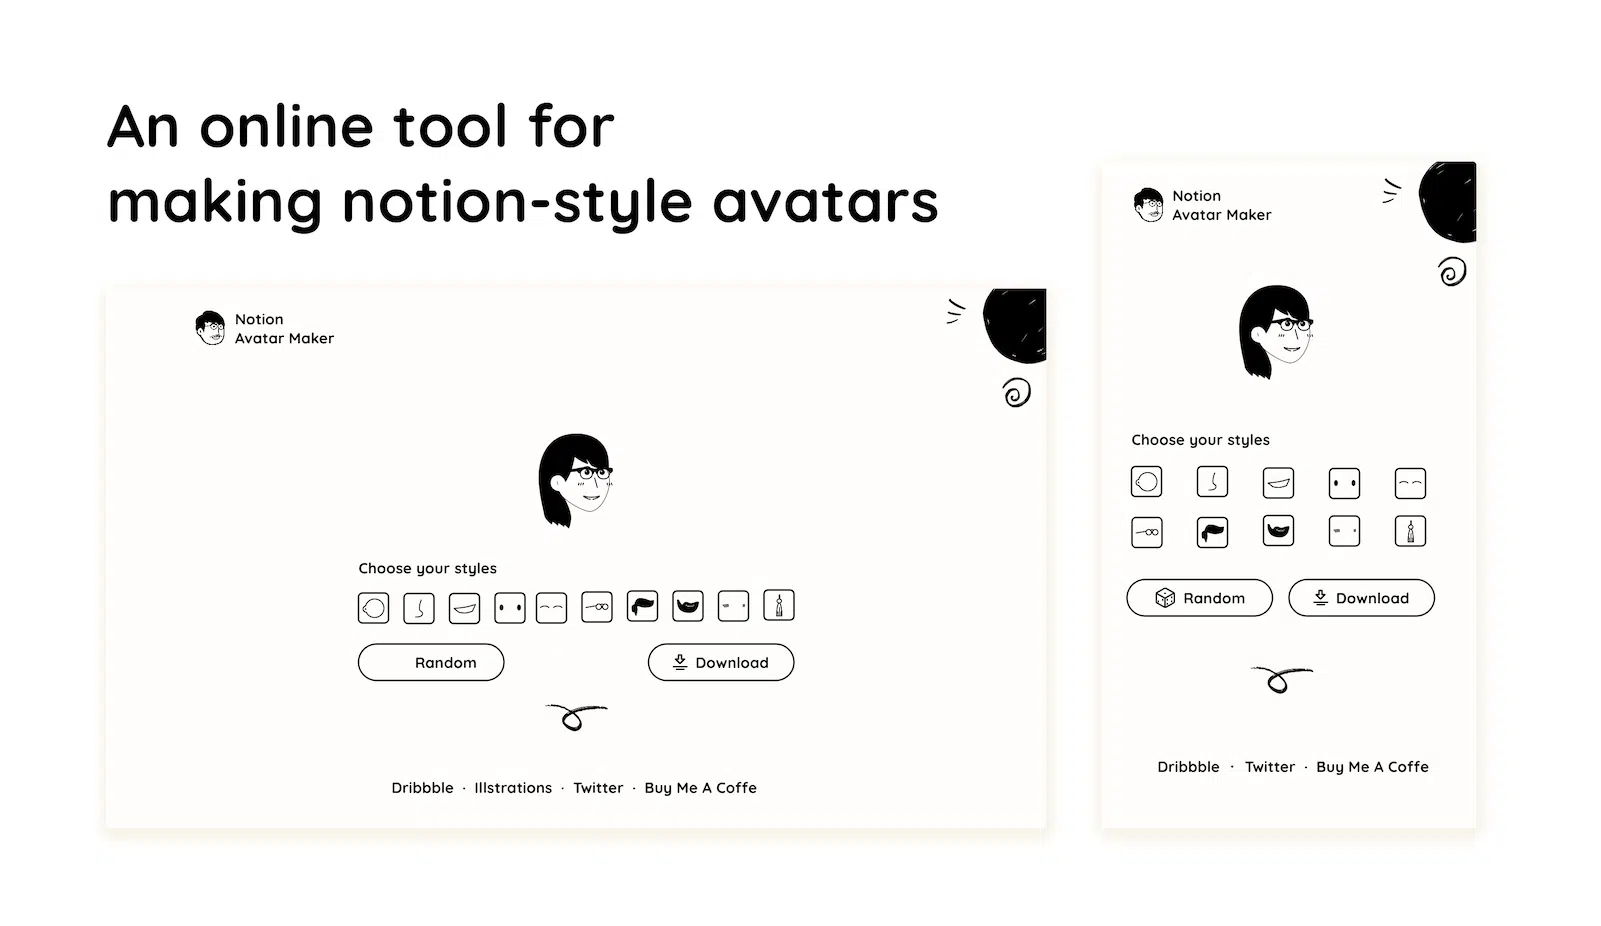 An online tool for
making notion-style avatars
Notion
Avatar Maker
Choose your styles
Random
Download
Dribbble · Illstrations · Twitter · Buy Me A Coffe
Notion
Avatar Maker
Choose your styles
Random
Download
Dribbble · Twitter · Buy Me A Coffe